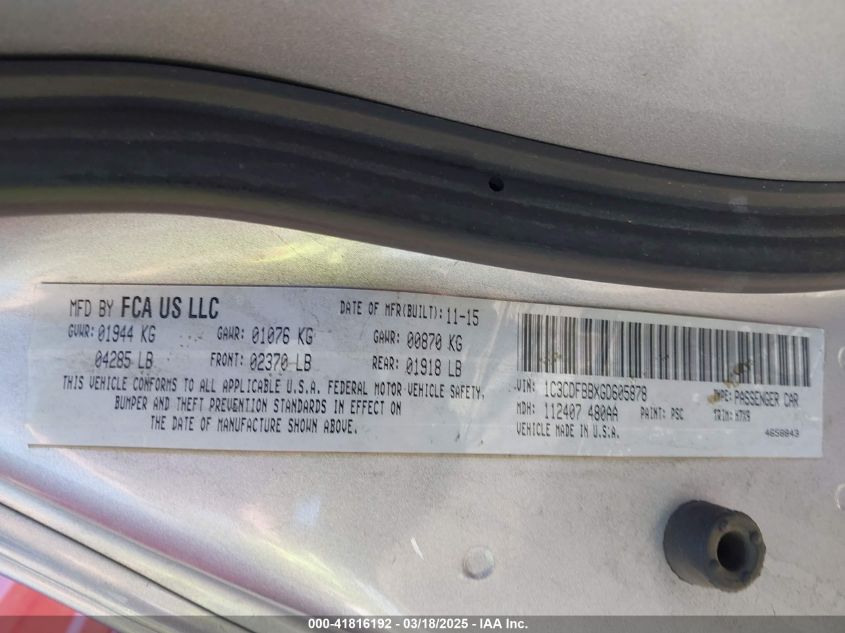 MFD BY FCA US LLC DATE OF MFR(BUILT): 11-15
GVWR: 01944 KG GAWR: 01076 KG GAWR: 00870 KG
04285 LB FRONT: 02370 LB REAR: 01918 LB
THIS VEHICLE CONFORMS TO ALL APPLICABLE U.S.A. FEDERAL MOTOR VEHICLE SAFETY,
BUMPER AND THEFT PREVENTION STANDARDS IN EFFECT ON
THE DATE OF MANUFACTURE SHOWN ABOVE.
VIN: 1C3CDFBBXGD605878 TYPE: PASSENGER CAR
MDH: 112407 480AA PAINT: PSC TRIM: H7X9
VEHICLE MADE IN U.S.A. 4658843
000-41816192 - 03/18/2025 - IAA Inc.